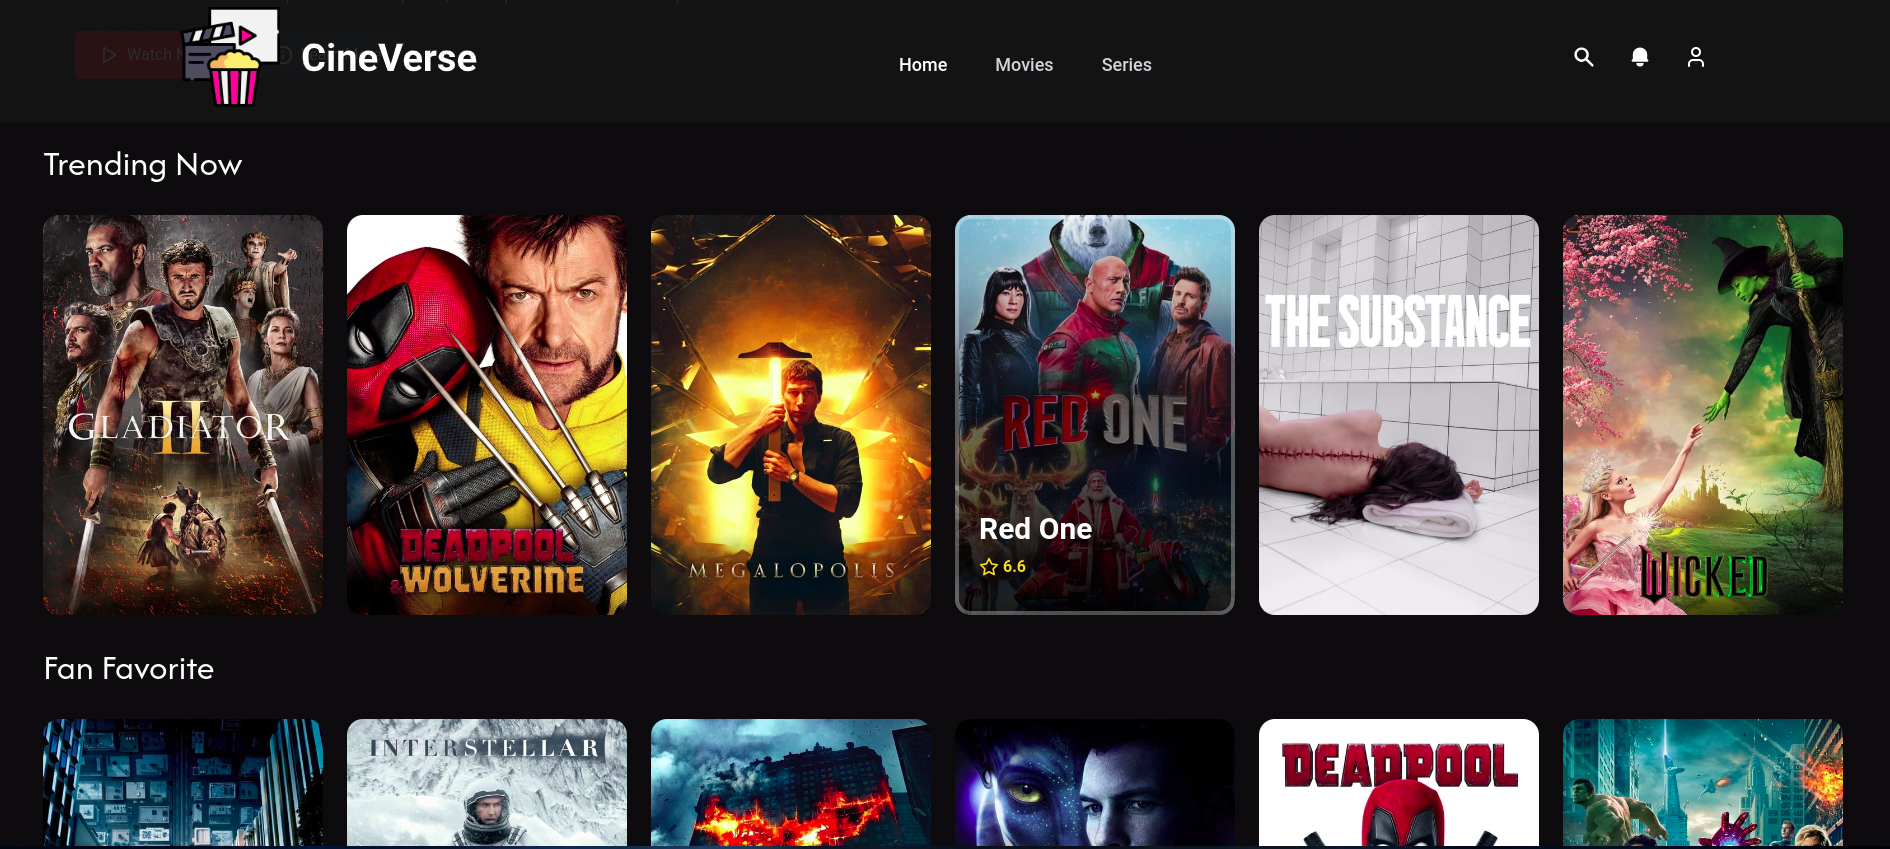 Watch N
CineVerse
Home
Movies
Series
Trending Now
GLADIATOR
II
DEADPOOL
&WOLVERINE
MEGALOPOLIS
RED ONE
Red One
6.6
THE SUBSTANCE
WICKED
Fan Favorite
INTERSTELLAR
DEADPOOL